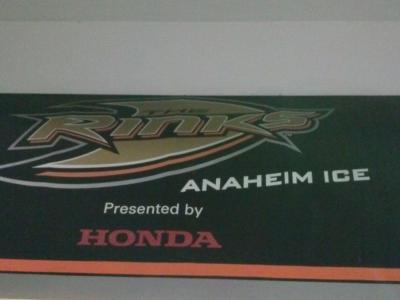 THE
RINKS
ANAHEIM ICE
Presented by
HONDA